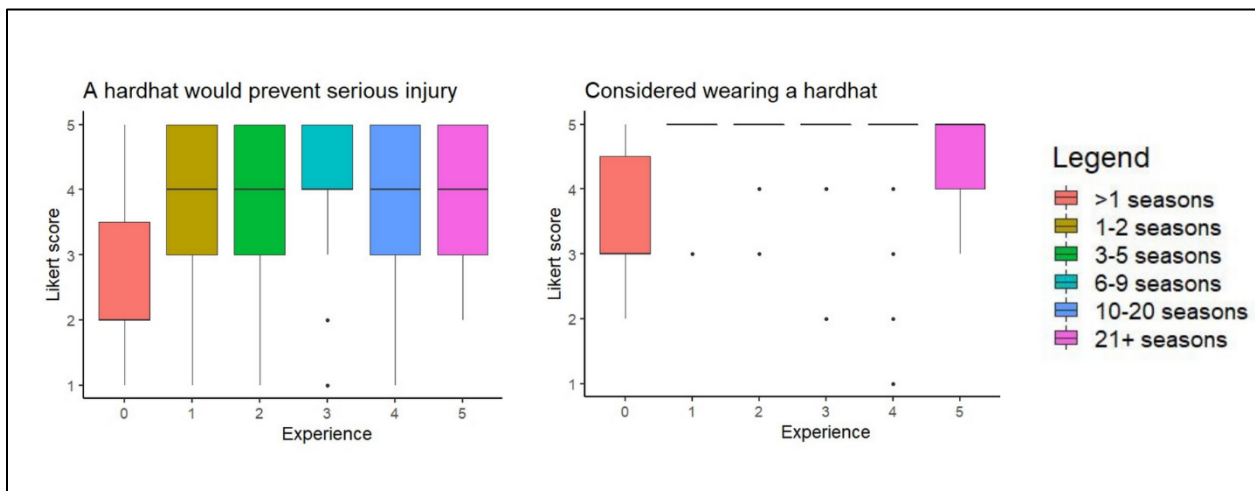 A hardhat would prevent serious injury
5
4
3
2
1
Likert score
0 1 2 3 4 5
Experience
Considered wearing a hardhat
5
4
3
2
1
Likert score
0 1 2 3 4 5
Experience
Legend
>1 seasons
1-2 seasons
3-5 seasons
6-9 seasons
10-20 seasons
21+ seasons